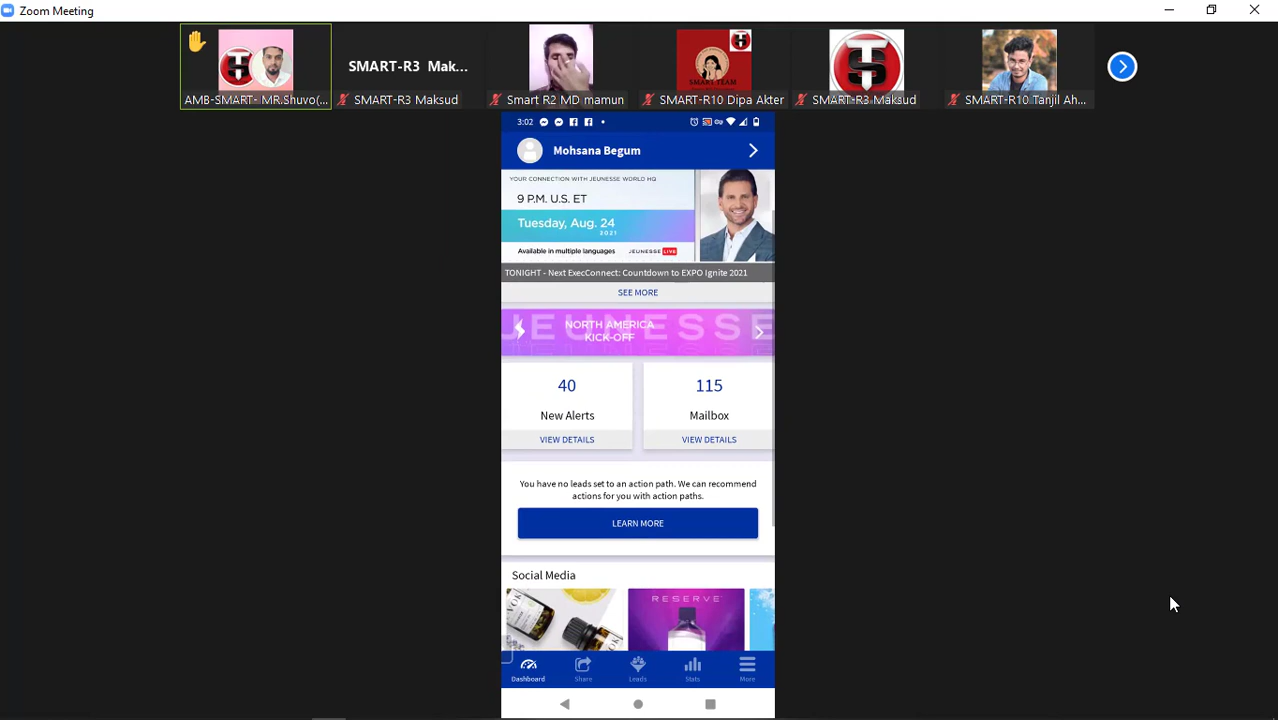 Zoom Meeting
AMB-SMART- MR.Shuvo(...
SMART-R3 Mak...
SMART-R3 Maksud
Smart R2 MD mamun
SMART TEAM
SMART-R10 Dipa Akter
SMART-R3 Maksud
SMART-R10 Tanjil Ah...
3:02
Mohsana Begum
YOUR CONNECTION WITH JEUNESSE WORLD HQ
9 P.M. U.S. ET
Tuesday, Aug. 24
2021
Available in multiple languages JEUNESSE LIVE
TONIGHT - Next ExecConnect: Countdown to EXPO Ignite 2021
SEE MORE
JEUNESSE
NORTH AMERICA
KICK-OFF
40
New Alerts
VIEW DETAILS
115
Mailbox
VIEW DETAILS
You have no leads set to an action path. We can recommend
actions for you with action paths.
LEARN MORE
Social Media
RESERVE
Dashboard
Share
Leads
Stats
More